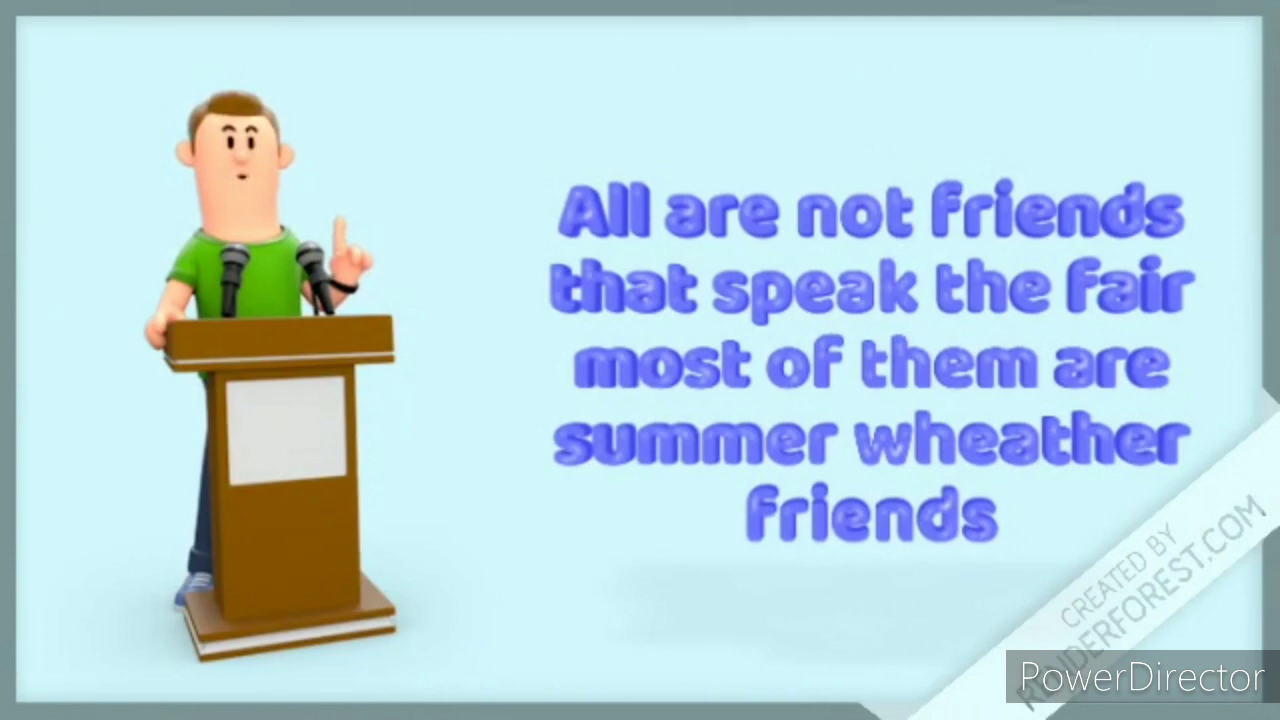 All are not friends
that speak the fair
most of them are
summer wheather
friends
CREATED BY
RENDERFOREST.COM
PowerDirector